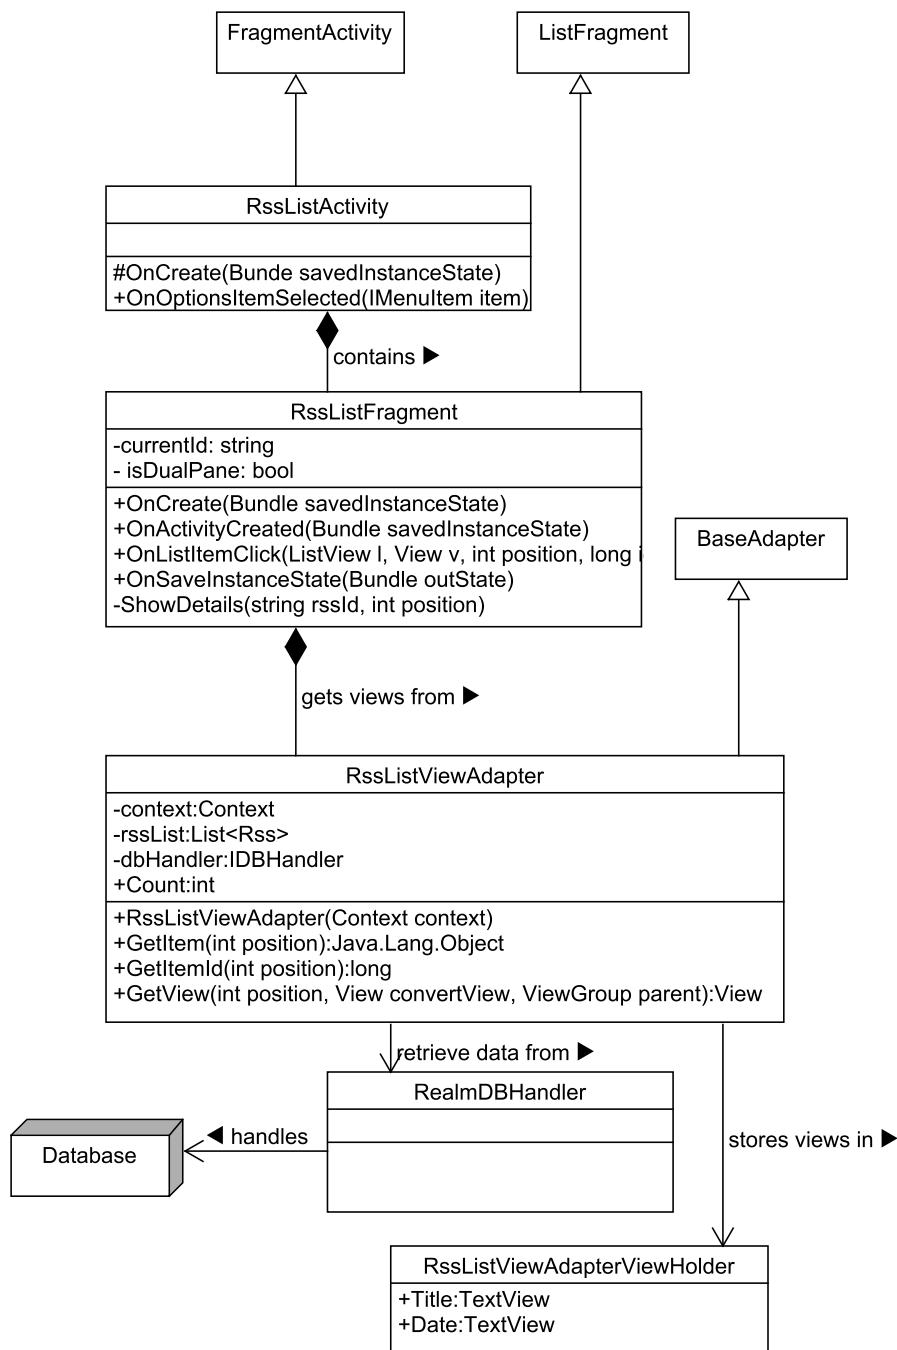 FragmentActivity
ListFragment
RssListActivity
#OnCreate(Bunde savedInstanceState)
+OnOptionsItemSelected(IMenuItem item)
contains ▶
RssListFragment
-currentId: string
- isDualPane: bool
+OnCreate(Bundle savedInstanceState)
+OnActivityCreated(Bundle savedInstanceState)
+OnListItemClick(ListView l, View v, int position, long i
+OnSaveInstanceState(Bundle outState)
-ShowDetails(string rssId, int position)
BaseAdapter
gets views from ▶
RssListViewAdapter
-context:Context
-rssList:List<Rss>
-dbHandler:IDBHandler
+Count:int
+RssListViewAdapter(Context context)
+GetItem(int position):Java.Lang.Object
+GetItemId(int position):long
+GetView(int position, View convertView, ViewGroup parent):View
retrieve data from ▶
RealmDBHandler
◀ handles
Database
stores views in ▶
RssListViewAdapterViewHolder
+Title:TextView
+Date:TextView